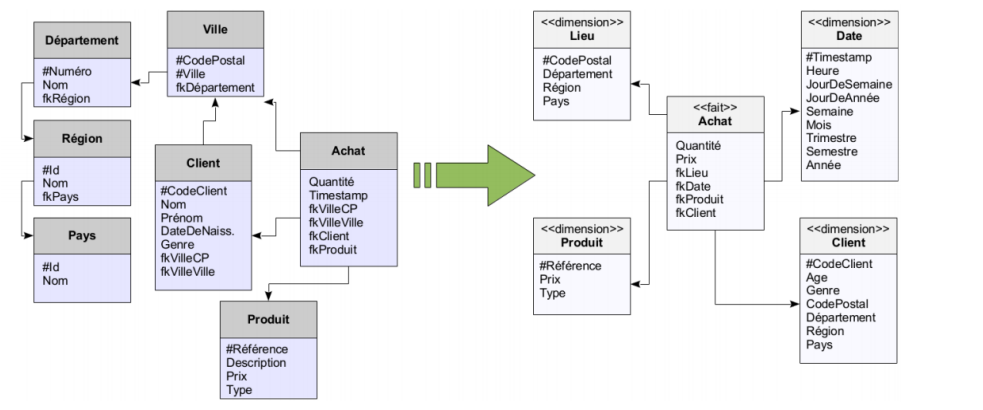 Département
#Numéro
Nom
fkRégion
Région
#Id
Nom
fkPays
Pays
#Id
Nom
Ville
#CodePostal
#Ville
fkDépartement
Client
#CodeClient
Nom
Prénom
DateDeNaiss.
Genre
fkVilleCP
fkVilleVille
Achat
Quantité
Timestamp
fkVilleCP
fkVilleVille
fkClient
fkProduit
Produit
#Référence
Description
Prix
Type
<<dimension>>
Lieu
#CodePostal
Département
Région
Pays
<<dimension>>
Produit
#Référence
Prix
Type
<<fait>>
Achat
Quantité
Prix
fkLieu
fkDate
fkProduit
fkClient
<<dimension>>
Date
#Timestamp
Heure
JourDeSemaine
JourDeAnnée
Semaine
Mois
Trimestre
Semestre
Année
<<dimension>>
Client
#CodeClient
Age
Genre
CodePostal
Département
Région
Pays